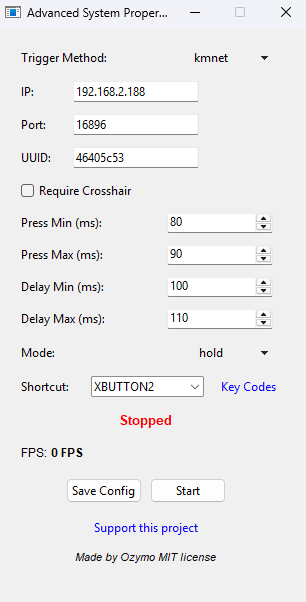 Advanced System Proper...
Trigger Method: kmnet
IP: 192.168.2.188
Port: 16896
UUID: 46405c53
Require Crosshair
Press Min (ms): 80
Press Max (ms): 90
Delay Min (ms): 100
Delay Max (ms): 110
Mode: hold
Shortcut: XBUTTON2 Key Codes
Stopped
FPS: 0 FPS
Save Config Start
Support this project
Made by Ozymo MIT license